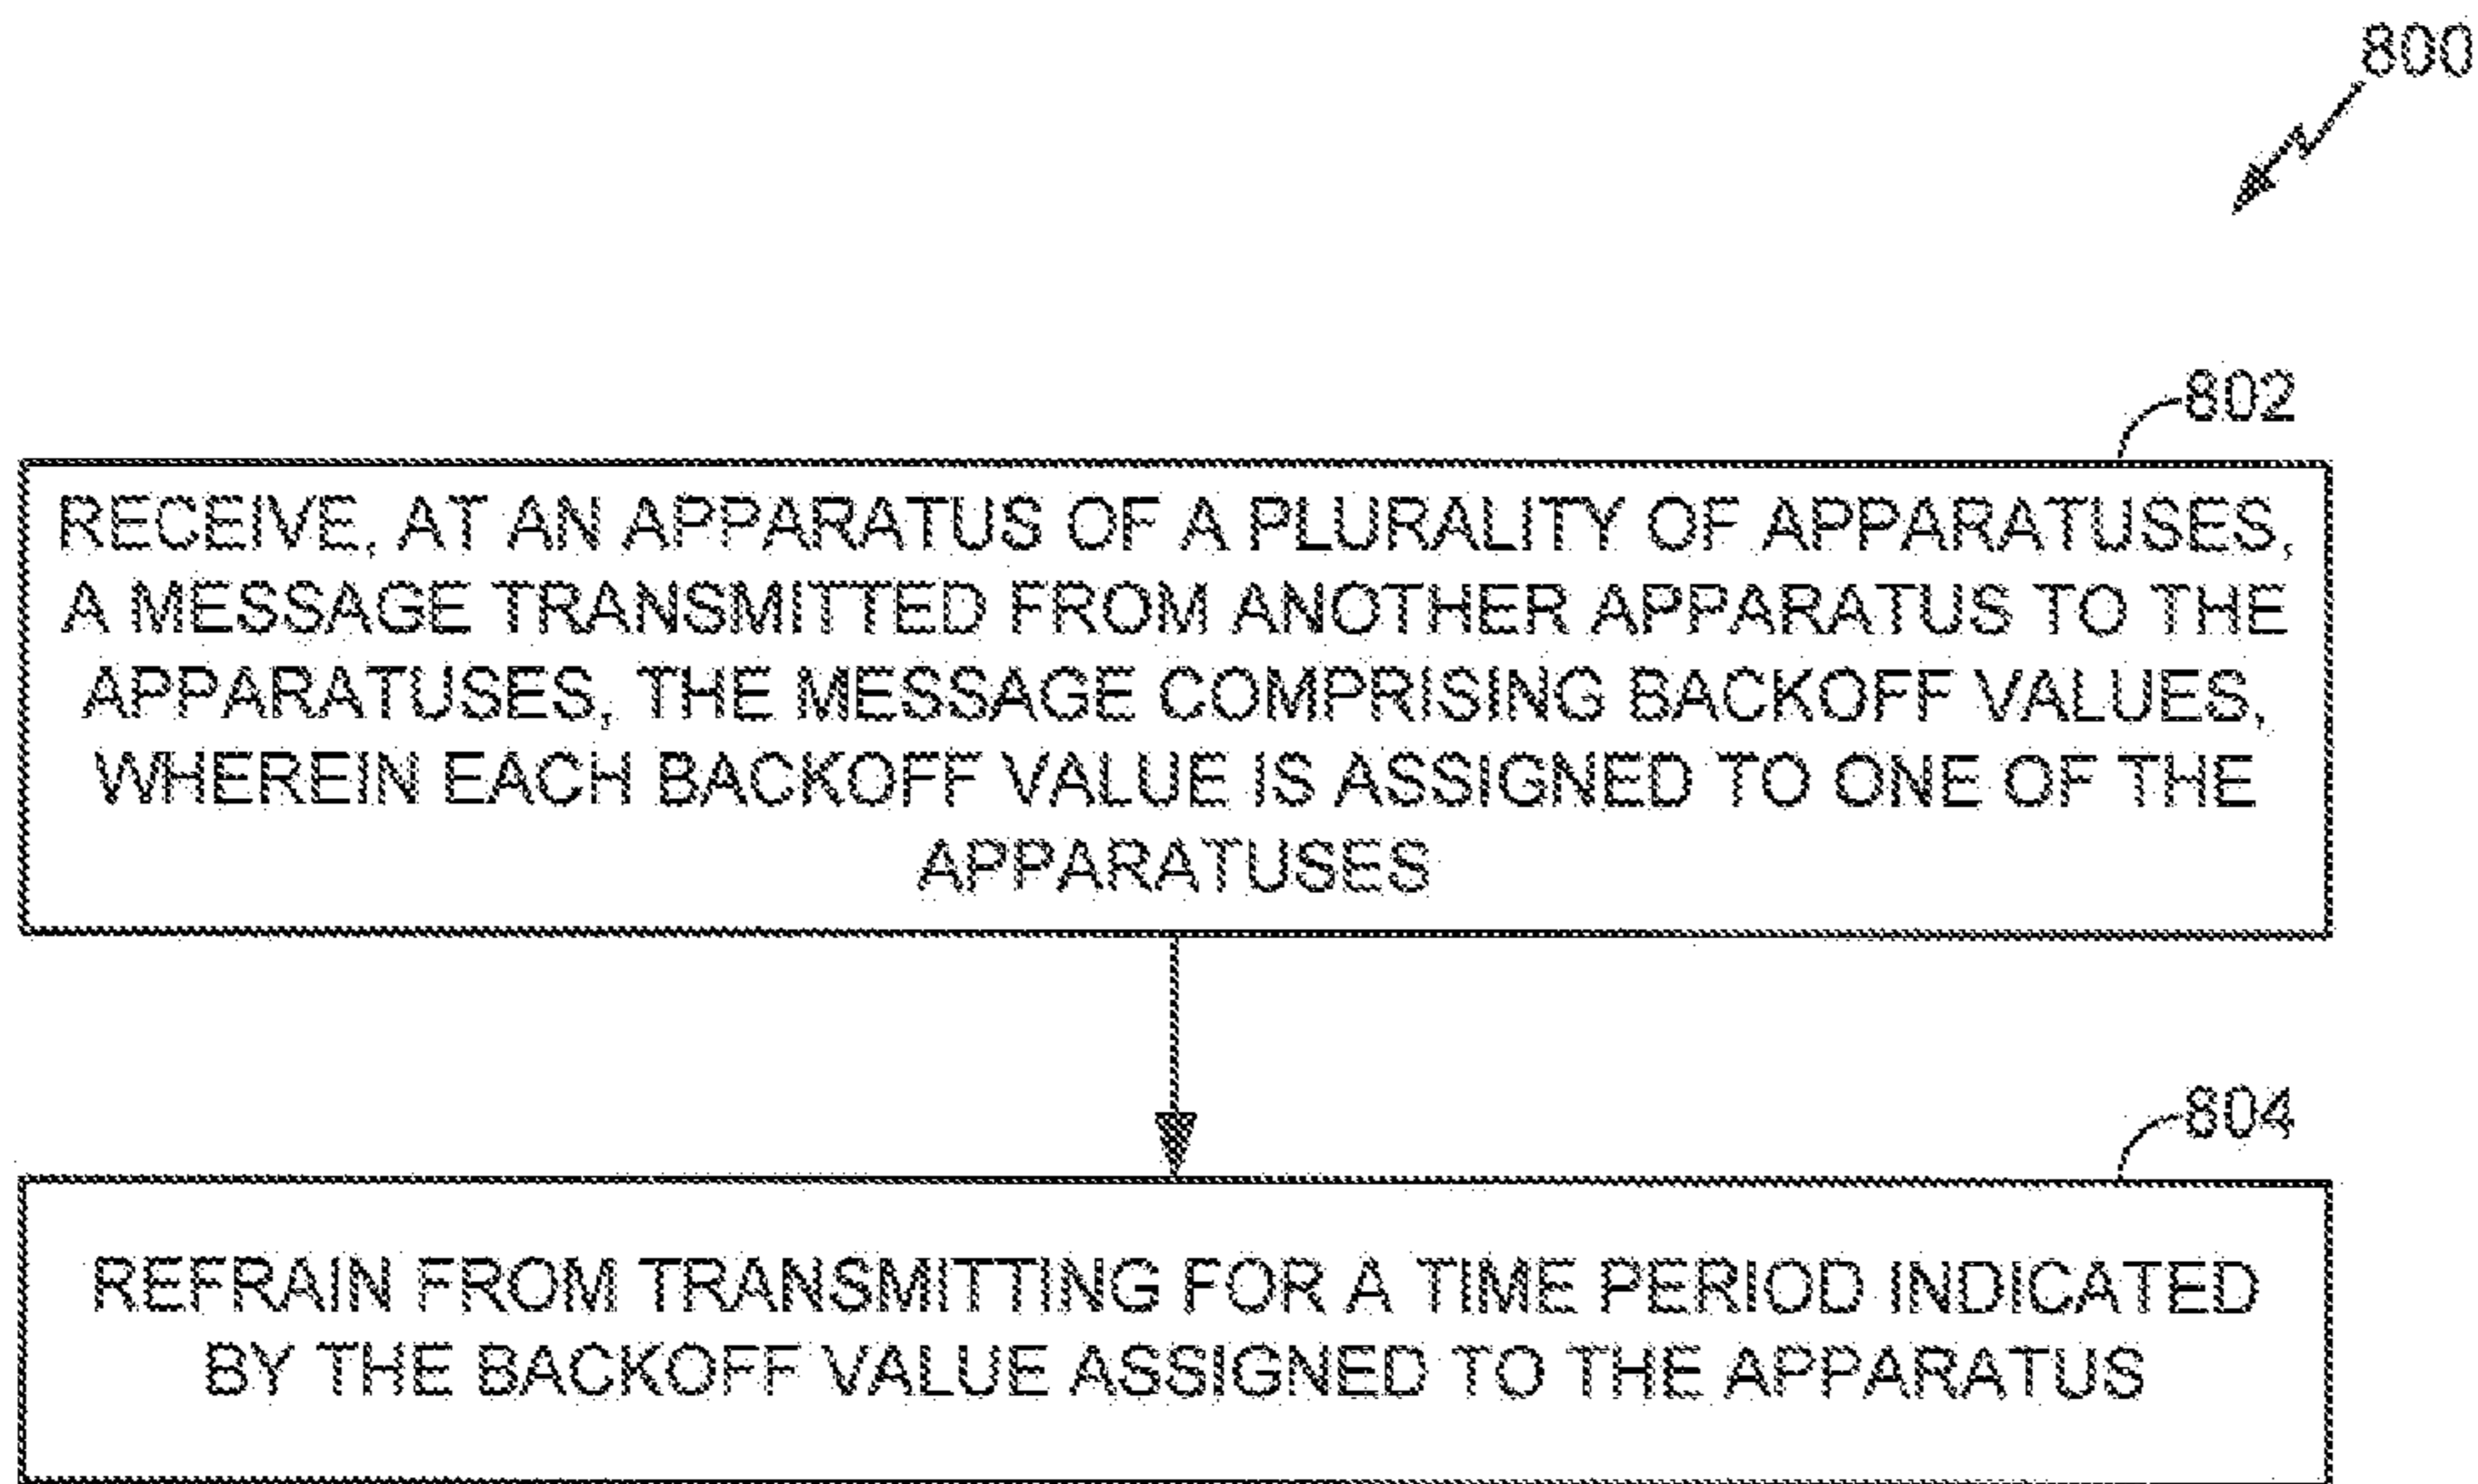 800
802
RECEIVE, AT AN APPARATUS OF A PLURALITY OF APPARATUSES,
A MESSAGE TRANSMITTED FROM ANOTHER APPARATUS TO THE
APPARATUSES, THE MESSAGE COMPRISING BACKOFF VALUES,
WHEREIN EACH BACKOFF VALUE IS ASSIGNED TO ONE OF THE
APPARATUSES
804
REFRAIN FROM TRANSMITTING FOR A TIME PERIOD INDICATED
BY THE BACKOFF VALUE ASSIGNED TO THE APPARATUS